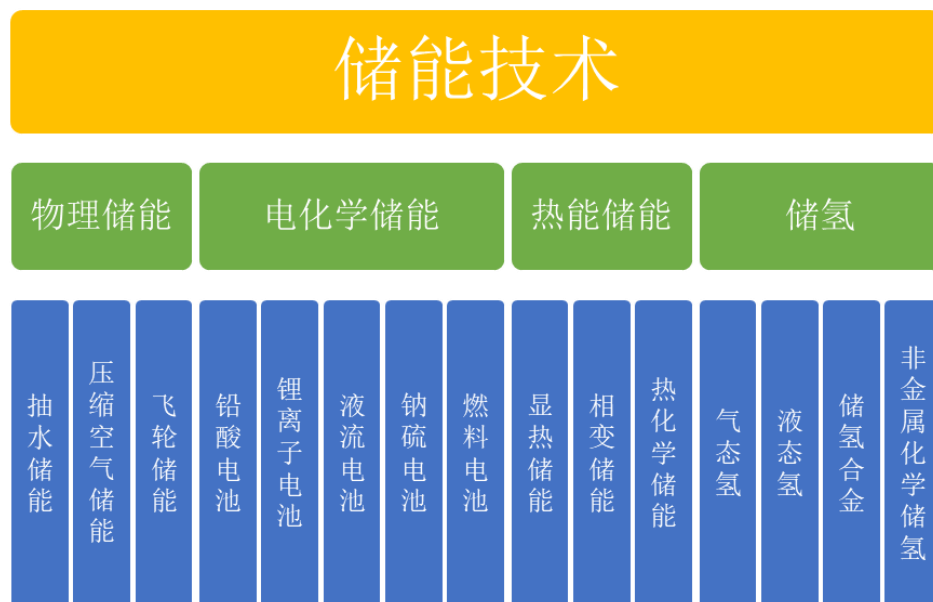 储能技术
物理储能
电化学储能
热能储能
储氢
抽水储能
压缩空气储能
飞轮储能
铅酸电池
锂离子电池
液流电池
钠硫电池
燃料电池
显热储能
相变储能
热化学储能
气态氢
液态氢
储氢合金
非金属化学储氢